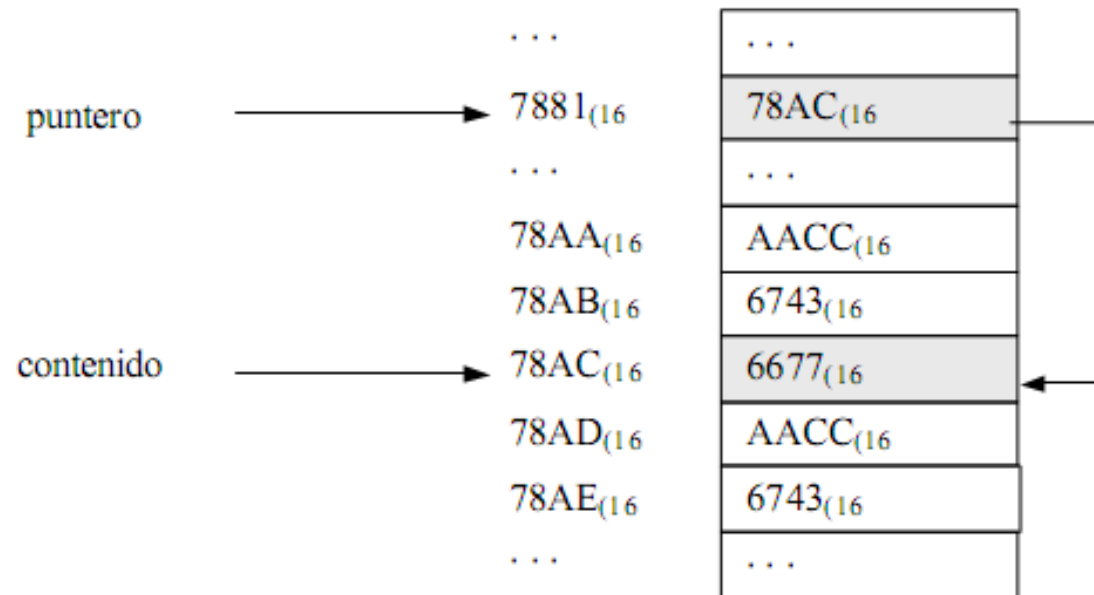 . . . . . .
puntero 7881(16 78AC(16
. . . . . .
78AA(16 AACC(16
78AB(16 6743(16
contenido 78AC(16 6677(16
78AD(16 AACC(16
78AE(16 6743(16
. . . . . .